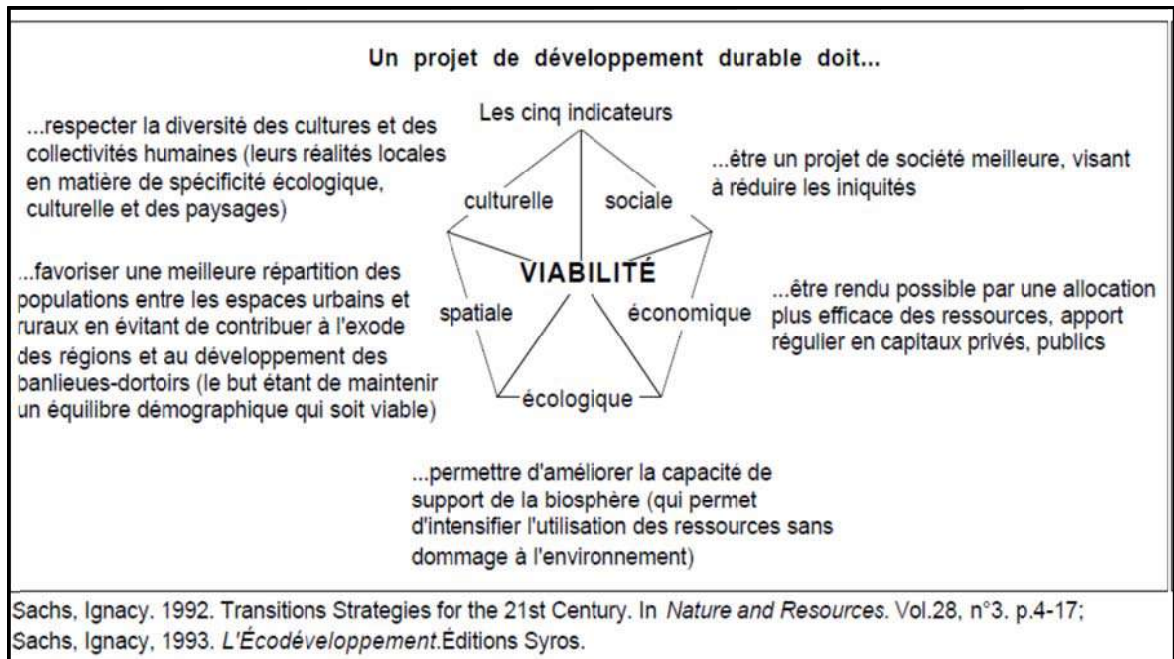 Un projet de développement durable doit...
Les cinq indicateurs
...respecter la diversité des cultures et des
collectivités humaines (leurs réalités locales
en matière de spécificité écologique,
culturelle et des paysages)
...être un projet de société meilleure, visant
à réduire les iniquités
culturelle
sociale
VIABILITÉ
...favoriser une meilleure répartition des
populations entre les espaces urbains et
ruraux en évitant de contribuer à l'exode
des régions et au développement des
banlieues-dortoirs (le but étant de maintenir
un équilibre démographique qui soit viable)
spatiale
économique
...être rendu possible par une allocation
plus efficace des ressources, apport
régulier en capitaux privés, publics
écologique
...permettre d'améliorer la capacité de
support de la biosphère (qui permet
d'intensifier l'utilisation des ressources sans
dommage à l'environnement)
Sachs, Ignacy. 1992. Transitions Strategies for the 21st Century. In Nature and Resources. Vol.28, n°3. p.4-17;
Sachs, Ignacy, 1993. L'Écodéveloppement.Éditions Syros.